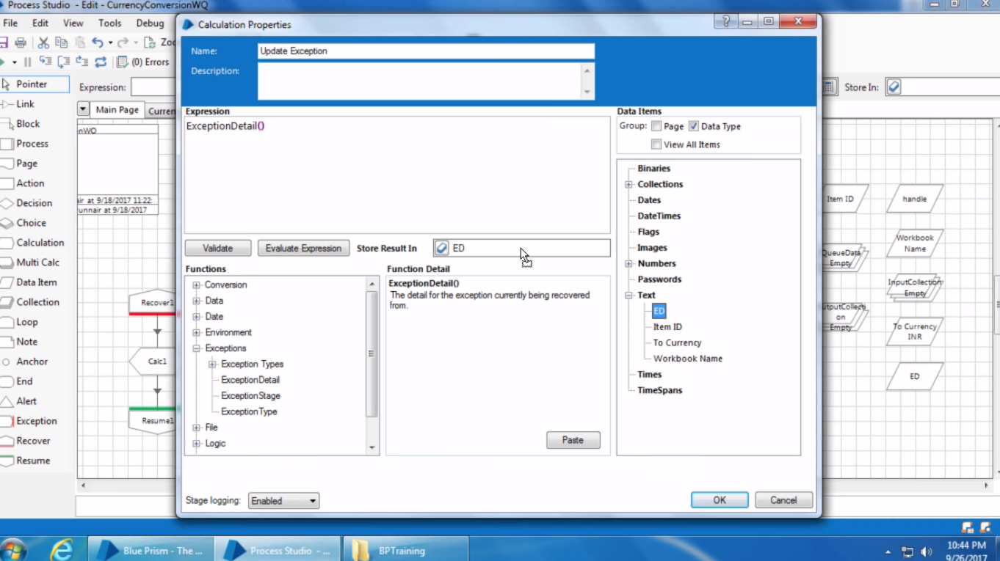 Process Studio - Edit - CurrencyConversionWQ
File Edit View Tools Debug
Zoo
(0) Errors
Pointer
Link
Block
Process
Page
Action
Decision
Choice
Calculation
Multi Calc
Data Item
Collection
Loop
Note
Anchor
End
Alert
Exception
Recover
Resume
Expression:
Main Page Curren
nWQ
air at 9/18/2017 11:22:
unnair at 9/18/2017
Recover1
Calc1
Resume1
Calculation Properties
Name: Update Exception
Description:
Expression
ExceptionDetail()
Validate Evaluate Expression Store Result In ED
Functions
Conversion
Data
Date
Environment
Exceptions
Exception Types
ExceptionDetail
ExceptionStage
ExceptionType
File
Logic
Function Detail
ExceptionDetail()
The detail for the exception currently being recovered
from.
Paste
Data Items
Group: Page Data Type
View All Items
Binaries
Collections
Dates
DateTimes
Flags
Images
Numbers
Passwords
Text
ED
Item ID
To Currency
Workbook Name
Times
TimeSpans
Stage logging: Enabled
OK Cancel
Store In:
Item ID
handle
QueueData
Empty
Workbook
Name
InputCollection
Empty
utputCollecti
on
Empty
To Currency
INR
ED
Blue Prism - The ...
Process Studio - ...
BPTraining
10:44 PM
9/26/2017